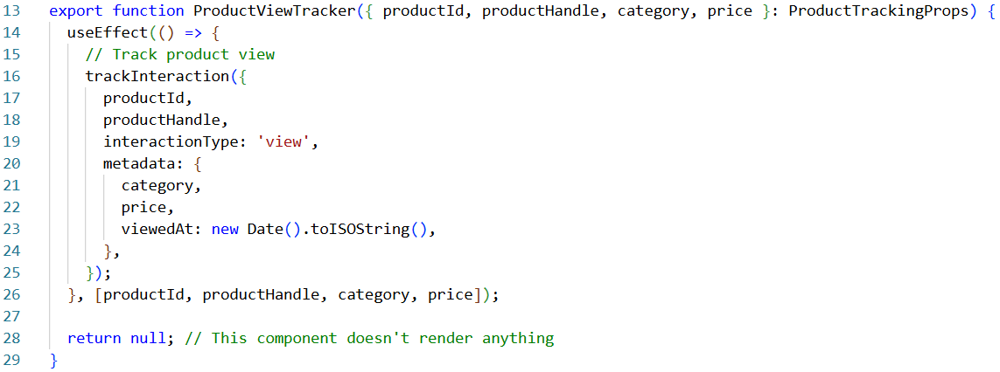 13 export function ProductViewTracker({ productId, productHandle, category, price }: ProductTrackingProps) {
14   useEffect(() => {
15     // Track product view
16     trackInteraction({
17       productId,
18       productHandle,
19       interactionType: 'view',
20       metadata: {
21         category,
22         price,
23         viewedAt: new Date().toISOString(),
24       },
25     });
26   }, [productId, productHandle, category, price]);
27
28   return null; // This component doesn't render anything
29 }